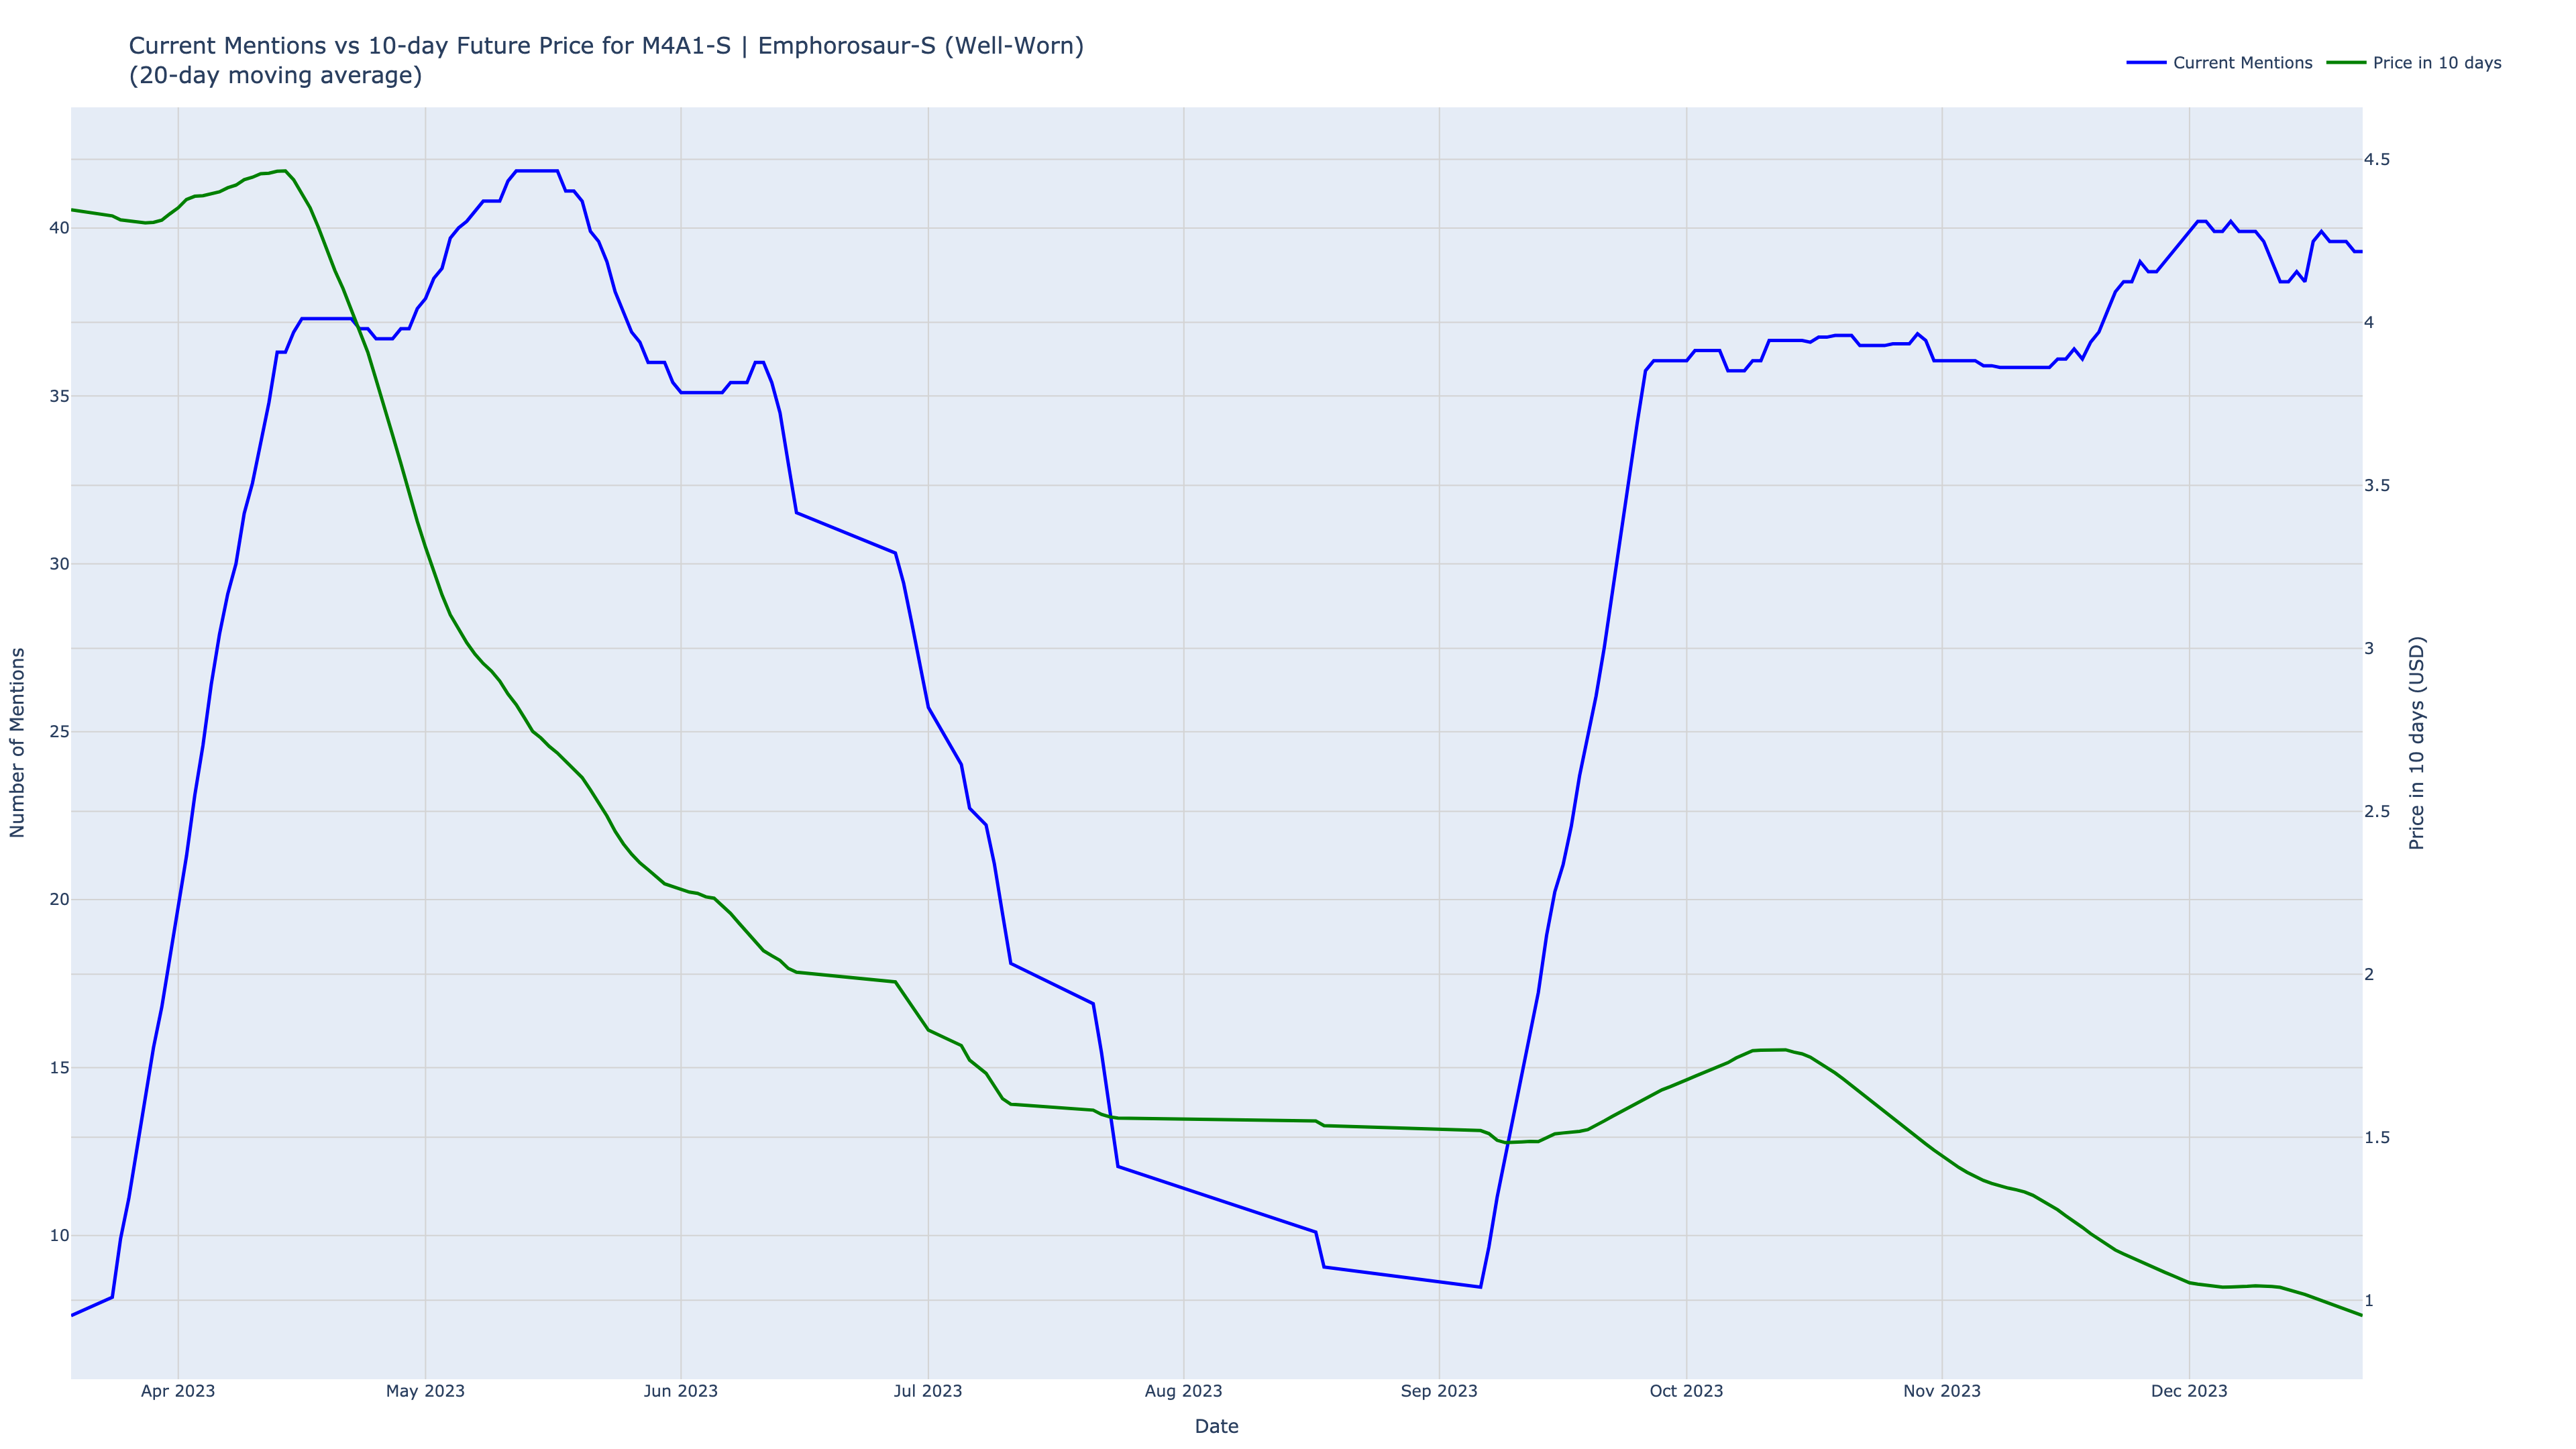 Current Mentions vs 10-day Future Price for M4A1-S | Emphorosaur-S (Well-Worn)
(20-day moving average)
Current Mentions
Price in 10 days
Number of Mentions
40
35
30
25
20
15
10
4.5
4
3.5
3
2.5
2
1.5
1
Price in 10 days (USD)
Apr 2023
May 2023
Jun 2023
Jul 2023
Aug 2023
Sep 2023
Oct 2023
Nov 2023
Dec 2023
Date